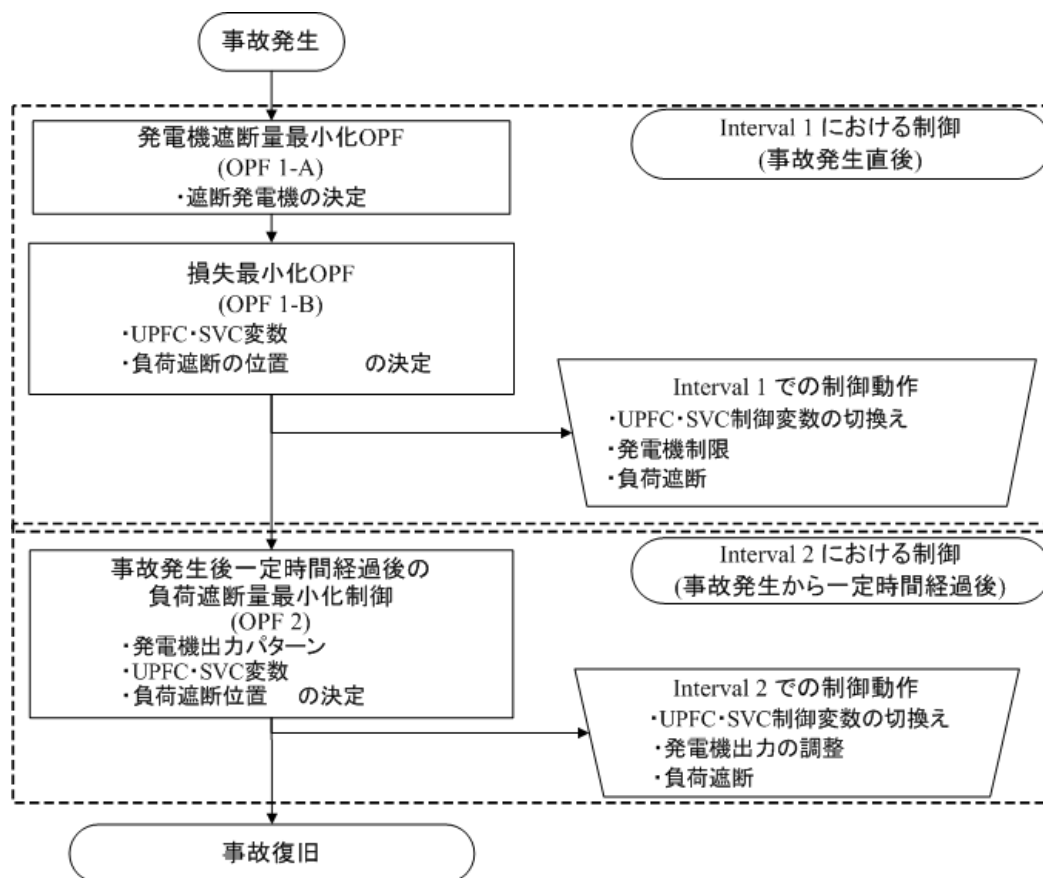 事故発生
発電機遮断量最小化OPF
(OPF 1-A)
・遮断発電機の決定
Interval 1 における制御
(事故発生直後)
損失最小化OPF
(OPF 1-B)
・UPFC・SVC変数
・負荷遮断の位置 の決定
Interval 1 での制御動作
・UPFC・SVC制御変数の切換え
・発電機制限
・負荷遮断
事故発生後一定時間経過後の
負荷遮断量最小化制御
(OPF 2)
・発電機出力パターン
・UPFC・SVC変数
・負荷遮断位置 の決定
Interval 2 における制御
(事故発生から一定時間経過後)
Interval 2 での制御動作
・UPFC・SVC制御変数の切換え
・発電機出力の調整
・負荷遮断
事故復旧